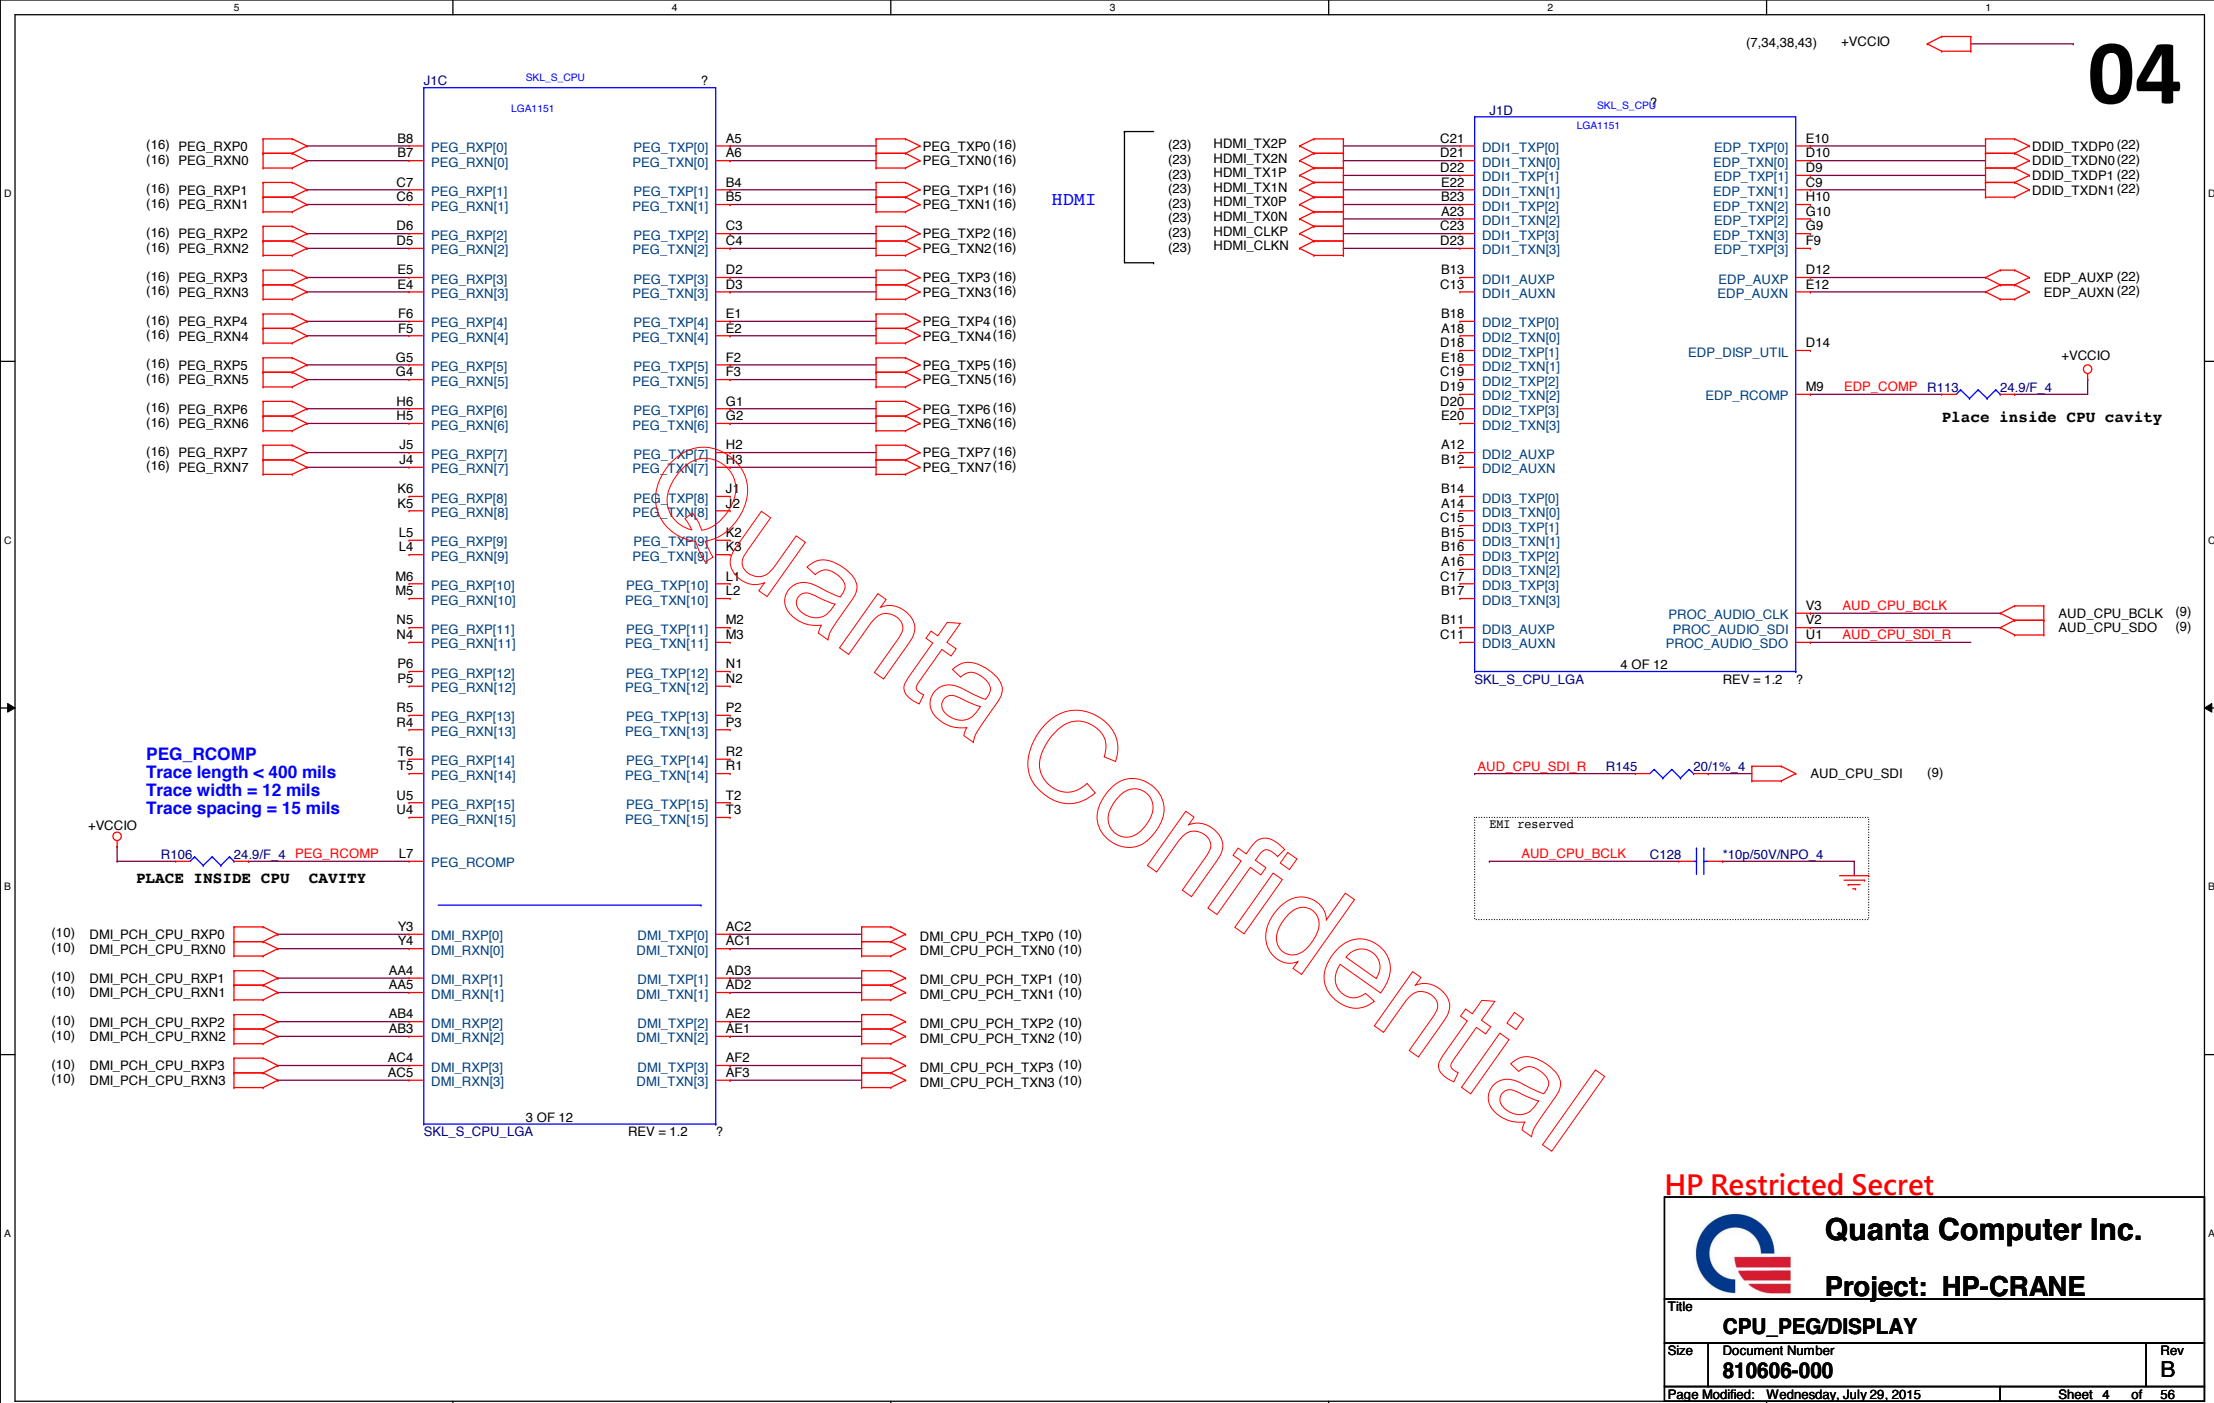 5 4 3 2 1
(7,34,38,43) +VCCIO
04
J1C SKL_S_CPU ?
LGA1151
(16) PEG_RXP0 B8 PEG_RXP[0] PEG_TXP[0] A5 PEG_TXP0 (16)
(16) PEG_RXN0 B7 PEG_RXN[0] PEG_TXN[0] A6 PEG_TXN0 (16)
(16) PEG_RXP1 C7 PEG_RXP[1] PEG_TXP[1] B4 PEG_TXP1 (16)
(16) PEG_RXN1 C6 PEG_RXN[1] PEG_TXN[1] B5 PEG_TXN1 (16)
(16) PEG_RXP2 D6 PEG_RXP[2] PEG_TXP[2] C3 PEG_TXP2 (16)
(16) PEG_RXN2 D5 PEG_RXN[2] PEG_TXN[2] C4 PEG_TXN2 (16)
(16) PEG_RXP3 E5 PEG_RXP[3] PEG_TXP[3] D2 PEG_TXP3 (16)
(16) PEG_RXN3 E4 PEG_RXN[3] PEG_TXN[3] D3 PEG_TXN3 (16)
(16) PEG_RXP4 F6 PEG_RXP[4] PEG_TXP[4] E1 PEG_TXP4 (16)
(16) PEG_RXN4 F5 PEG_RXN[4] PEG_TXN[4] E2 PEG_TXN4 (16)
(16) PEG_RXP5 G5 PEG_RXP[5] PEG_TXP[5] F2 PEG_TXP5 (16)
(16) PEG_RXN5 G4 PEG_RXN[5] PEG_TXN[5] F3 PEG_TXN5 (16)
(16) PEG_RXP6 H6 PEG_RXP[6] PEG_TXP[6] G1 PEG_TXP6 (16)
(16) PEG_RXN6 H5 PEG_RXN[6] PEG_TXN[6] G2 PEG_TXN6 (16)
(16) PEG_RXP7 J5 PEG_RXP[7] PEG_TXP[7] H2 PEG_TXP7 (16)
(16) PEG_RXN7 J4 PEG_RXN[7] PEG_TXN[7] H3 PEG_TXN7 (16)
K6 PEG_RXP[8] PEG_TXP[8] J1
K5 PEG_RXN[8] PEG_TXN[8] J2
L5 PEG_RXP[9] PEG_TXP[9] K2
L4 PEG_RXN[9] PEG_TXN[9] K3
M6 PEG_RXP[10] PEG_TXP[10] L1
M5 PEG_RXN[10] PEG_TXN[10] L2
N5 PEG_RXP[11] PEG_TXP[11] M2
N4 PEG_RXN[11] PEG_TXN[11] M3
P6 PEG_RXP[12] PEG_TXP[12] N1
P5 PEG_RXN[12] PEG_TXN[12] N2
R5 PEG_RXP[13] PEG_TXP[13] P2
R4 PEG_RXN[13] PEG_TXN[13] P3
T6 PEG_RXP[14] PEG_TXP[14] R2
T5 PEG_RXN[14] PEG_TXN[14] R1
U5 PEG_RXP[15] PEG_TXP[15] T2
U4 PEG_RXN[15] PEG_TXN[15] T3
PEG_RCOMP
Trace length < 400 mils
Trace width = 12 mils
Trace spacing = 15 mils
+VCCIO
R106 24.9/F_4 PEG_RCOMP L7 PEG_RCOMP
PLACE INSIDE CPU CAVITY
(10) DMI_PCH_CPU_RXP0 Y3 DMI_RXP[0] DMI_TXP[0] AC2 DMI_CPU_PCH_TXP0 (10)
(10) DMI_PCH_CPU_RXN0 Y4 DMI_RXN[0] DMI_TXN[0] AC1 DMI_CPU_PCH_TXN0 (10)
(10) DMI_PCH_CPU_RXP1 AA4 DMI_RXP[1] DMI_TXP[1] AD3 DMI_CPU_PCH_TXP1 (10)
(10) DMI_PCH_CPU_RXN1 AA5 DMI_RXN[1] DMI_TXN[1] AD2 DMI_CPU_PCH_TXN1 (10)
(10) DMI_PCH_CPU_RXP2 AB4 DMI_RXP[2] DMI_TXP[2] AE2 DMI_CPU_PCH_TXP2 (10)
(10) DMI_PCH_CPU_RXN2 AB3 DMI_RXN[2] DMI_TXN[2] AE1 DMI_CPU_PCH_TXN2 (10)
(10) DMI_PCH_CPU_RXP3 AC4 DMI_RXP[3] DMI_TXP[3] AF2 DMI_CPU_PCH_TXP3 (10)
(10) DMI_PCH_CPU_RXN3 AC5 DMI_RXN[3] DMI_TXN[3] AF3 DMI_CPU_PCH_TXN3 (10)
3 OF 12
SKL_S_CPU_LGA REV = 1.2 ?
J1D SKL_S_CPU ?
LGA1151
HDMI
(23) HDMI_TX2P C21 DDI1_TXP[0] EDP_TXP[0] E10 DDID_TXDP0 (22)
(23) HDMI_TX2N D21 DDI1_TXN[0] EDP_TXN[0] D10 DDID_TXDN0 (22)
(23) HDMI_TX1P D22 DDI1_TXP[1] EDP_TXP[1] D9 DDID_TXDP1 (22)
(23) HDMI_TX1N E22 DDI1_TXN[1] EDP_TXN[1] C9 DDID_TXDN1 (22)
(23) HDMI_TX0P B23 DDI1_TXP[2] EDP_TXN[2] H10
(23) HDMI_TX0N A23 DDI1_TXN[2] EDP_TXP[2] G10
(23) HDMI_CLKP C23 DDI1_TXP[3] EDP_TXN[3] G9
(23) HDMI_CLKN D23 DDI1_TXN[3] EDP_TXP[3] F9
B13 DDI1_AUXP EDP_AUXP D12 EDP_AUXP (22)
C13 DDI1_AUXN EDP_AUXN E12 EDP_AUXN (22)
B18 DDI2_TXP[0]
A18 DDI2_TXN[0]
D18 DDI2_TXP[1] EDP_DISP_UTIL D14
E18 DDI2_TXN[1]
+VCCIO
C19 DDI2_TXP[2]
D19 DDI2_TXN[2] EDP_RCOMP M9 EDP_COMP R113 24.9/F_4
D20 DDI2_TXP[3]
E20 DDI2_TXN[3]
Place inside CPU cavity
A12 DDI2_AUXP
B12 DDI2_AUXN
B14 DDI3_TXP[0]
A14 DDI3_TXN[0]
C15 DDI3_TXP[1]
B15 DDI3_TXN[1]
B16 DDI3_TXP[2]
A16 DDI3_TXN[2]
C17 DDI3_TXP[3]
B17 DDI3_TXN[3]
PROC_AUDIO_CLK V3 AUD_CPU_BCLK AUD_CPU_BCLK (9)
B11 DDI3_AUXP PROC_AUDIO_SDI V2 AUD_CPU_SDO (9)
C11 DDI3_AUXN PROC_AUDIO_SDO U1 AUD_CPU_SDI_R
4 OF 12
SKL_S_CPU_LGA REV = 1.2 ?
AUD_CPU_SDI_R R145 20/1%_4 AUD_CPU_SDI (9)
EMI reserved
AUD_CPU_BCLK C128 *10p/50V/NPO_4
Quanta Confidential
D D
C C
B B
A A
HP Restricted Secret
Quanta Computer Inc.
Project: HP-CRANE
Title
CPU_PEG/DISPLAY
Size Document Number Rev
810606-000 B
Page Modified: Wednesday, July 29, 2015 Sheet 4 of 56